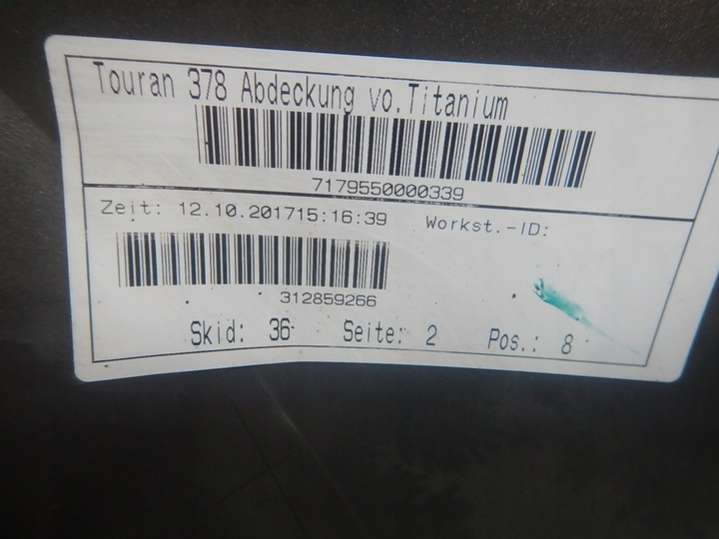 Touran 378 Abdeckung vo.Titanium
7179550000339
Zeit: 12.10.201715:16:39 Workst.-ID:
312859266
Skid: 36 Seite: 2 Pos.: 8